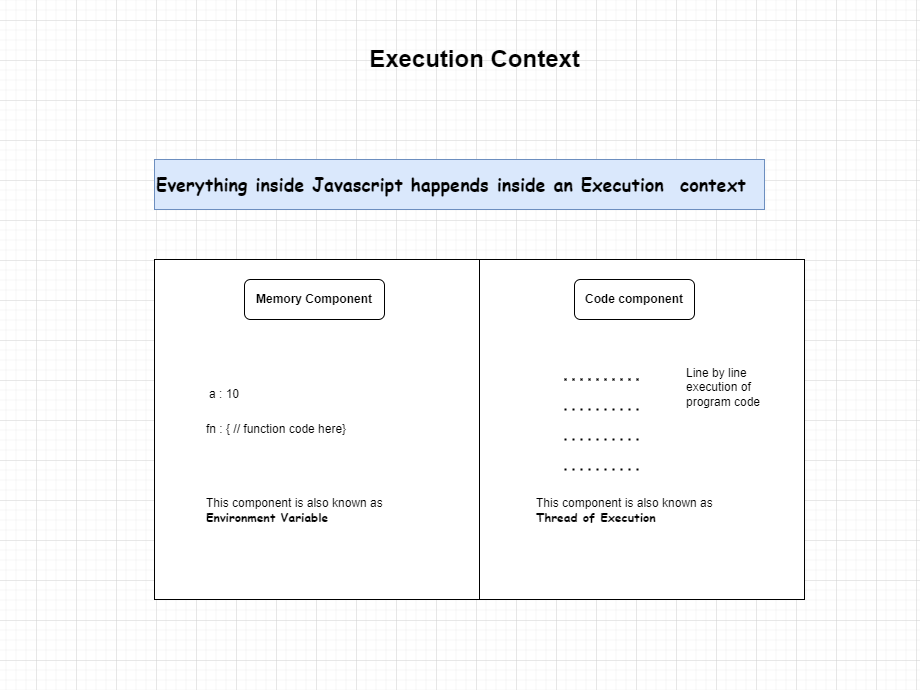 Execution Context
Everything inside Javascript happends inside an Execution context
Memory Component
a : 10
fn : { // function code here}
This component is also known as
Environment Variable
Code component
. . . . . . . . . .
. . . . . . . . . .
. . . . . . . . . .
. . . . . . . . . .
Line by line
execution of
program code
This component is also known as
Thread of Execution